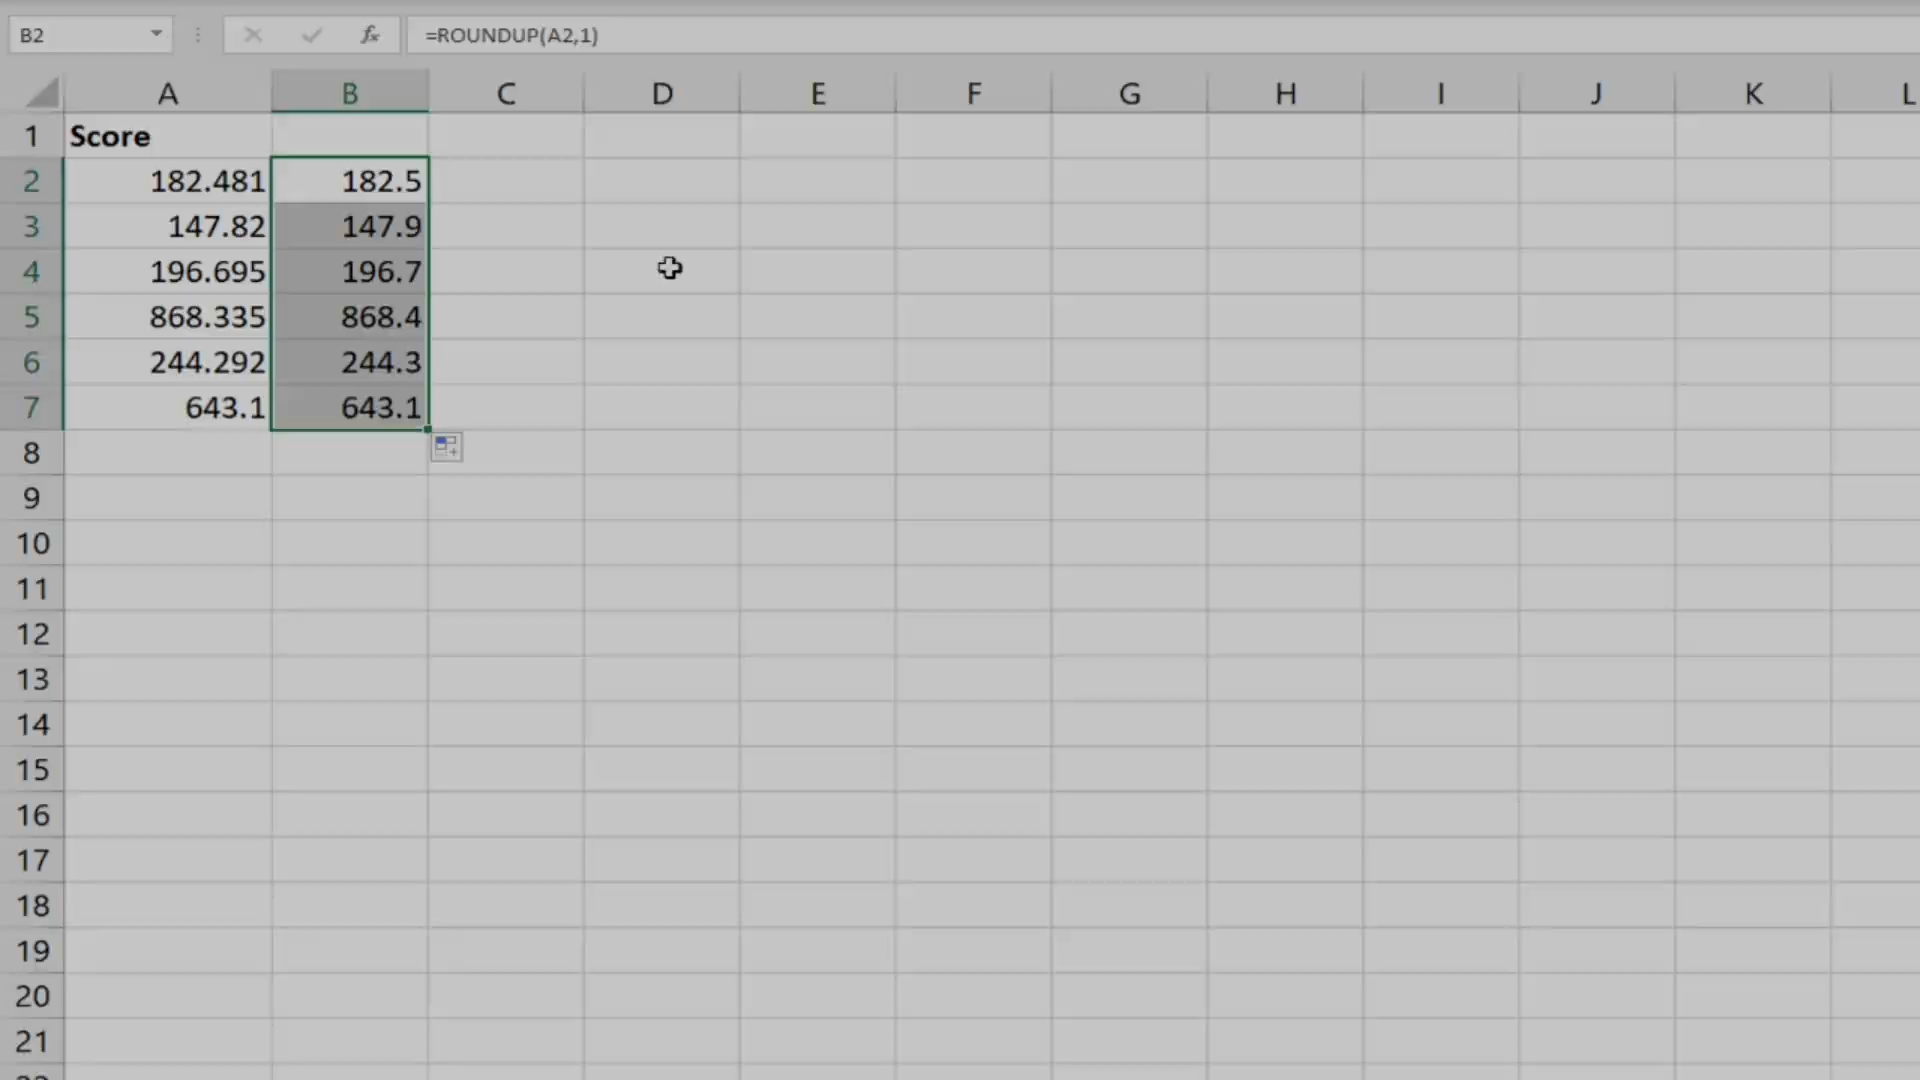 B2 fx =ROUNDUP(A2,1)
A B C D E F G H I J K L
1 Score
2 182.481 182.5
3 147.82 147.9
4 196.695 196.7
5 868.335 868.4
6 244.292 244.3
7 643.1 643.1
8
9
10
11
12
13
14
15
16
17
18
19
20
21